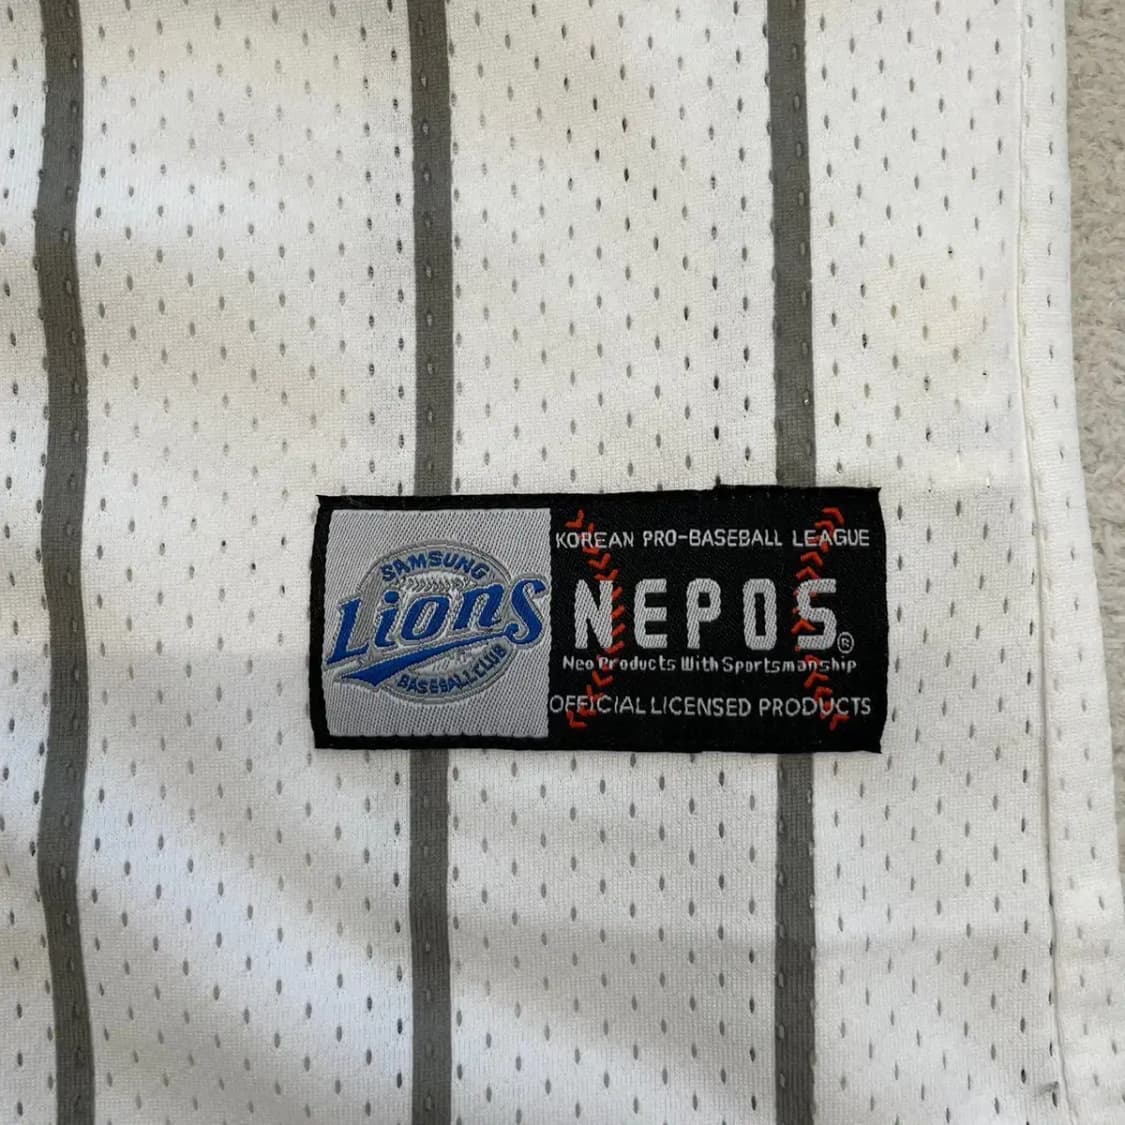 SAMSUNG
Lions
BASEBALL CLUB
KOREAN PRO-BASEBALL LEAGUE
NEPOS®
Neo Products With Sportsmanship
OFFICIAL LICENSED PRODUCTS